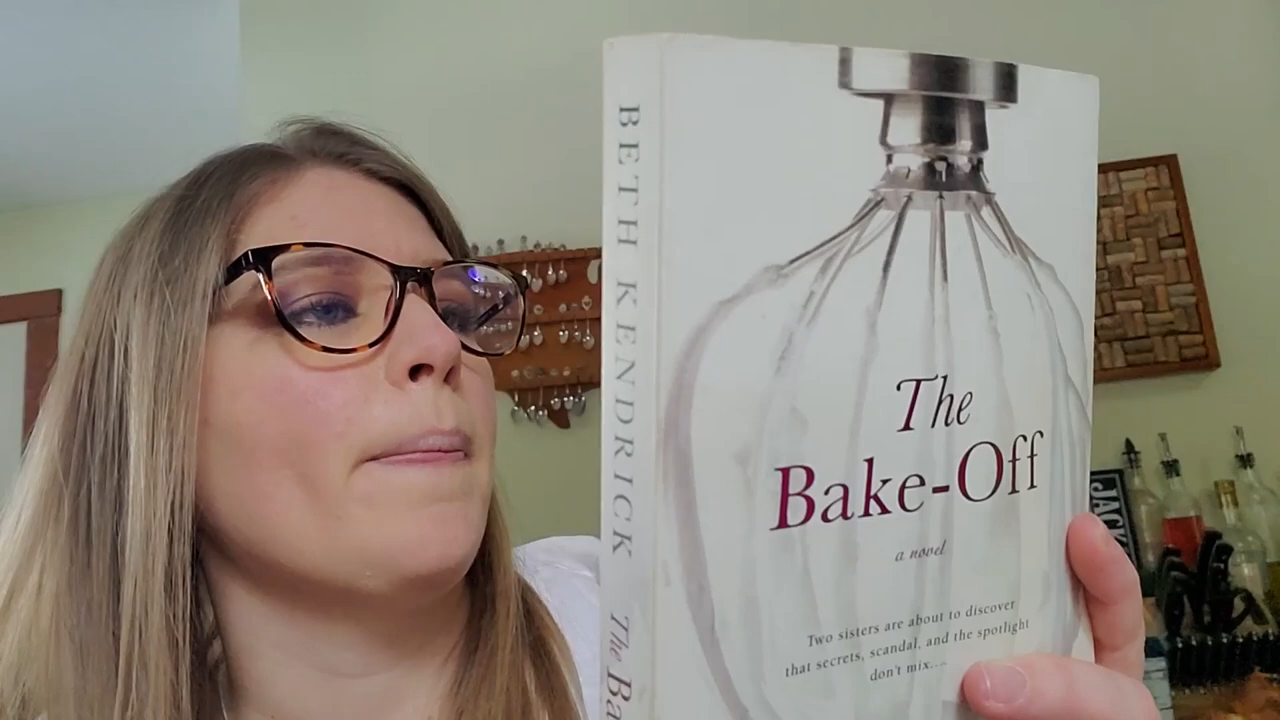 BETH KENDRICK The Ba
The
Bake-Off
a novel
Two sisters are about to discover
that secrets, scandal, and the spotlight
don't mix...
JACK